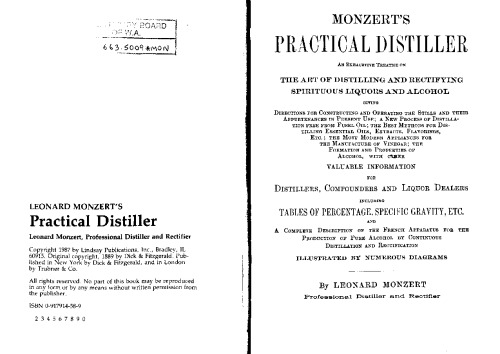 BOARD
OF W.A.
663.5009 MON
LEONARD MONZERT'S
Practical Distiller
Leonard Monzert, Professional Distiller and Rectifier
Copyright 1987 by Lindsay Publications, Inc., Bradley, IL
60915. Original copyright, 1889 by Dick & Fitzgerald. Pub-
lished in New York by Dick & Fitzgerald, and in London
by Trubner & Co.
All rights reserved. No part of this book may be reproduced
in any form or by any means without written permission from
the publisher.
ISBN 0-917914-58-9
2 3 4 5 6 7 8 9 0
MONZERT'S
PRACTICAL DISTILLER
AN EXHAUSTIVE TREATISE ON
THE ART OF DISTILLING AND RECTIFYING
SPIRITUOUS LIQUORS AND ALCOHOL
GIVING
DIRECTIONS FOR CONSTRUCTING AND OPERATING THE STILLS AND THEIR
APPURTENANCES IN PRESENT USE; A NEW PROCESS OF DISTILLA-
TION FREE FROM FUSEL OIL; THE BEST METHODS FOR DIS-
TILLING ESSENTIAL OILS, EXTRAITS, FLAVORINGS,
ETC.; THE MOST MODERN APPLIANCES FOR
THE MANUFACTURE OF VINEGAR; THE
FORMATION AND PROPERTIES OF
ALCOHOL, WITH OTHER
VALUABLE INFORMATION
FOR
DISTILLERS, COMPOUNDERS AND LIQUOR DEALERS
INCLUDING
TABLES OF PERCENTAGE, SPECIFIC GRAVITY, ETC.
AND
A COMPLETE DESCRIPTION OF THE FRENCH APPARATUS FOR THE
PRODUCTION OF PURE ALCOHOL BY CONTINUOUS
DISTILLATION AND RECTIFICATION
ILLUSTRATED BY NUMEROUS DIAGRAMS
BY LEONARD MONZERT
Professional Distiller and Rectifier